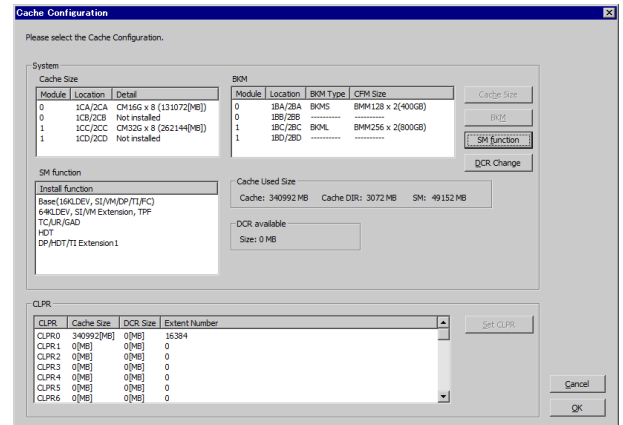 Cache Configuration
Please select the Cache Configuration.
System
Cache Size
Module Location Detail
0 1CA/2CA CM16G x 8 (131072[MB])
0 1CB/2CB Not installed
1 1CC/2CC CM32G x 8 (262144[MB])
1 1CD/2CD Not installed
BKM
Module Location BKM Type CFM Size
0 1BA/2BA BKMS BMM128 x 2(400GB)
0 1BB/2BB ---------- ----------
1 1BC/2BC BKML BMM256 x 2(800GB)
1 1BD/2BD ---------- ----------
Cache Size
BKM
SM function
DCR Change
SM function
Install function
Base(16KLDEV, SI/VM/DP/TI/FC)
64KLDEV, SI/VM Extension, TPF
TC/UR/GAD
HDT
DP/HDT/TI Extension1
Cache Used Size
Cache: 340992 MB Cache DIR: 3072 MB SM: 49152 MB
DCR available
Size: 0 MB
CLPR
CLPR Cache Size DCR Size Extent Number
CLPR0 340992[MB] 0[MB] 16384
CLPR1 0[MB] 0[MB] 0
CLPR2 0[MB] 0[MB] 0
CLPR3 0[MB] 0[MB] 0
CLPR4 0[MB] 0[MB] 0
CLPR5 0[MB] 0[MB] 0
CLPR6 0[MB] 0[MB] 0
Set CLPR
Cancel
OK